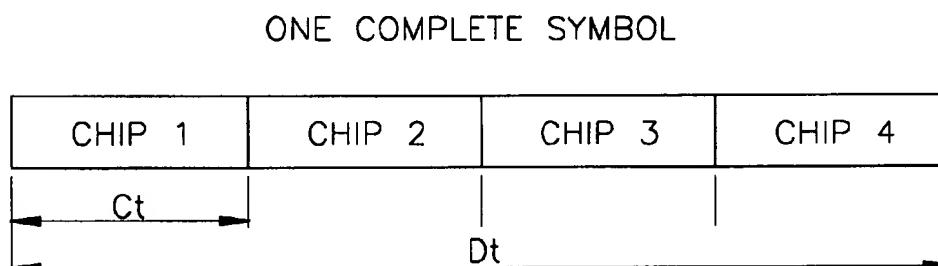 ONE COMPLETE SYMBOL
CHIP 1 CHIP 2 CHIP 3 CHIP 4
Ct
Dt